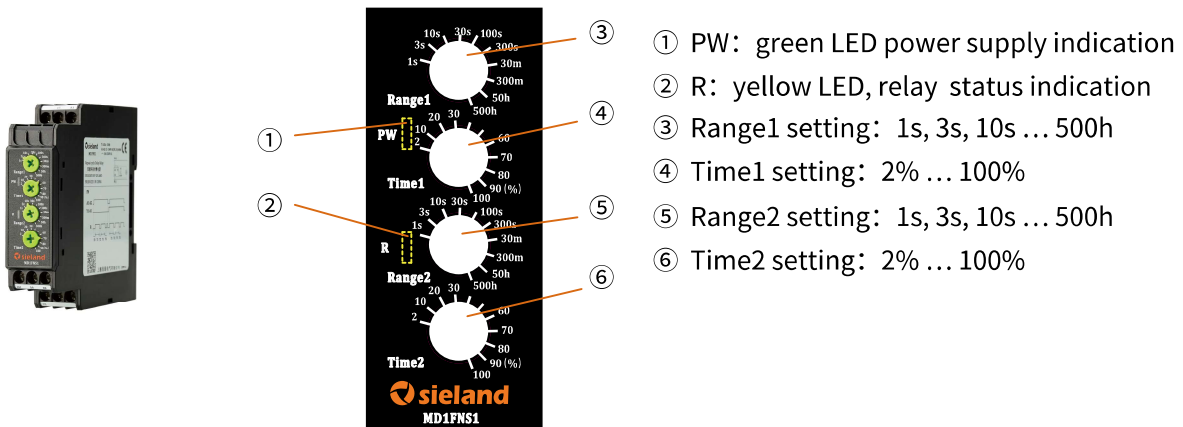 ① PW：green LED power supply indication
② R：yellow LED, relay status indication
③ Range1 setting：1s, 3s, 10s ... 500h
④ Time1 setting：2% ... 100%
⑤ Range2 setting：1s, 3s, 10s ... 500h
⑥ Time2 setting：2% ... 100%
①
②
③
④
⑤
⑥
1s 3s 10s 30s 100s 300s 30m 300m 50h 500h
Range1
PW
2 10 20 30 60 70 80 90 (%) 100
Time1
1s 3s 10s 30s 100s 300s 30m 300m 50h 500h
R
Range2
2 10 20 30 60 70 80 90 (%) 100
Time2
sieland
MD1FNS1
sieland
MD1FNS1
sieland
CE